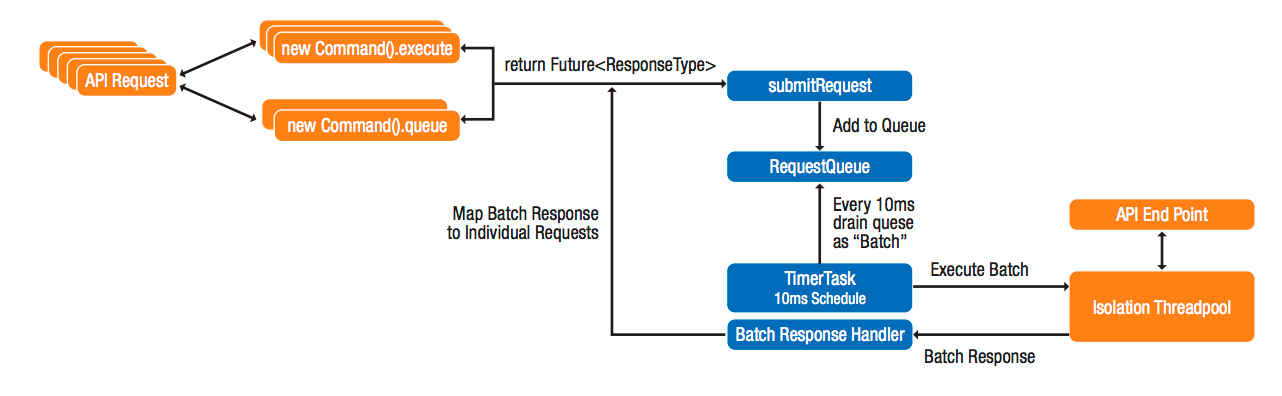 new Command().execute
API Request
new Command().queue
return Future<ResponseType>
submitRequest
Add to Queue
RequestQueue
Every 10ms
drain quese
as “Batch”
Map Batch Response
to Individual Requests
TimerTask
10ms Schedule
Execute Batch
API End Point
Isolation Threadpool
Batch Response Handler
Batch Response